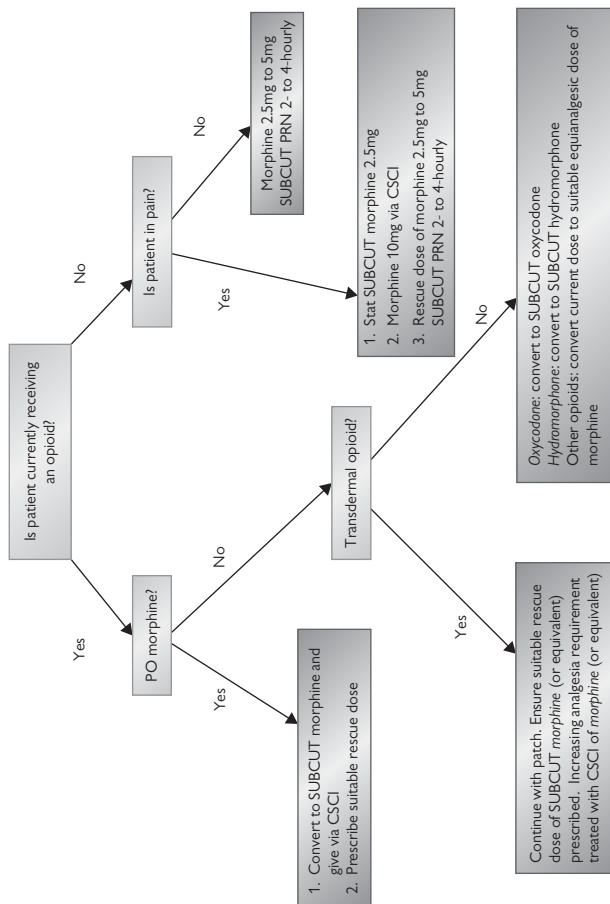 Is patient currently receiving
an opioid?
Yes
No
PO morphine?
Is patient in pain?
Yes
No
Yes
No
1. Convert to SUBCUT morphine and
give via CSCI
2. Prescribe suitable rescue dose
Transdermal opioid?
1. Stat SUBCUT morphine 2.5mg
2. Morphine 10mg via CSCI
3. Rescue dose of morphine 2.5mg to 5mg
SUBCUT PRN 2- to 4-hourly
Morphine 2.5mg to 5mg
SUBCUT PRN 2- to 4-hourly
Yes
No
Continue with patch. Ensure suitable rescue
dose of SUBCUT morphine (or equivalent)
prescribed. Increasing analgesia requirement
treated with CSCI of morphine (or equivalent)
Oxycodone: convert to SUBCUT oxycodone
Hydromorphone: convert to SUBCUT hydromorphone
Other opioids: convert current dose to suitable equianalgesic dose of
morphine